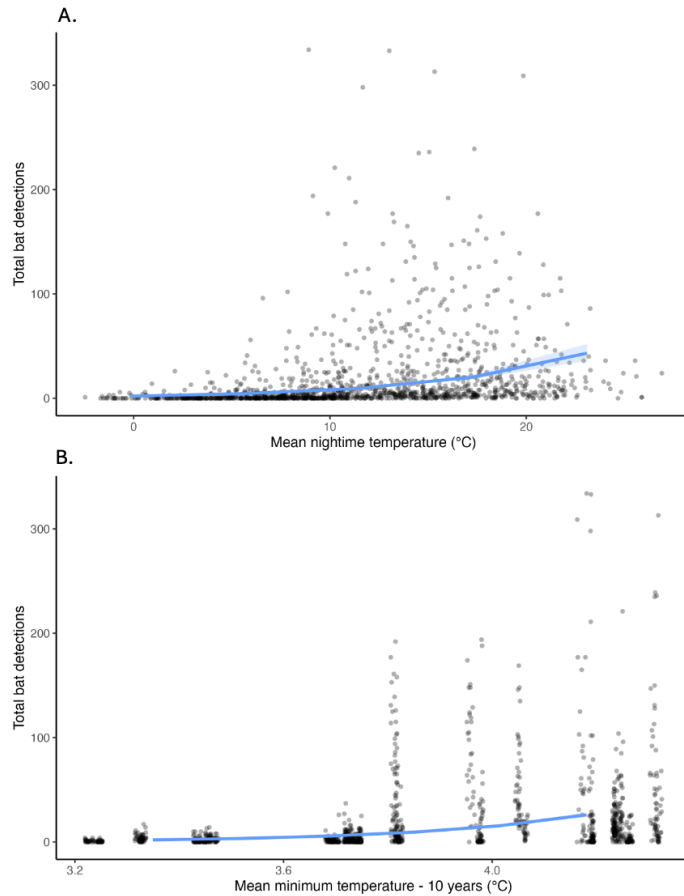 A.
300
200
100
0
Total bat detections
0 10 20
Mean nightime temperature (°C)
B.
300
200
100
0
Total bat detections
3.2 3.6 4.0
Mean minimum temperature - 10 years (°C)